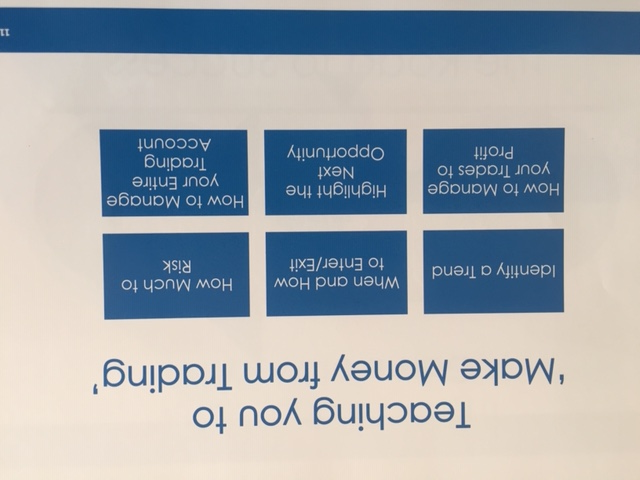 Teaching you to
'Make Money from Trading'
Identify a Trend
When and How
to Enter/Exit
How Much to
Risk
How to Manage
your Trades to
Profit
Highlight the
Next
Opportunity
How to Manage
your Entire
Trading
Account
11